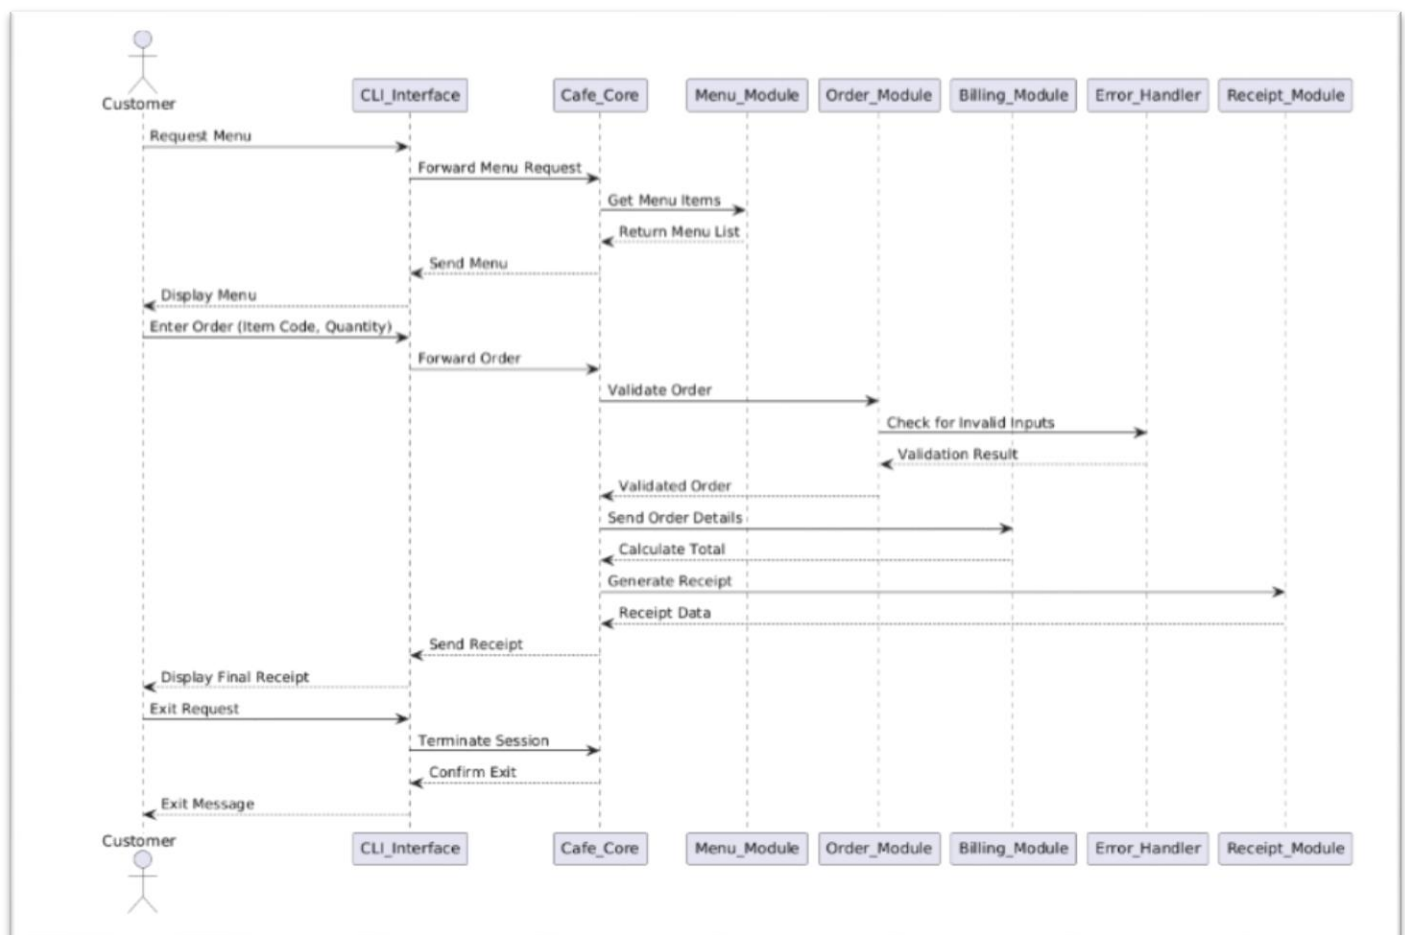 Customer
CLI_Interface
Cafe_Core
Menu_Module
Order_Module
Billing_Module
Error_Handler
Receipt_Module
Request Menu
Forward Menu Request
Get Menu Items
Return Menu List
Send Menu
Display Menu
Enter Order (Item Code, Quantity)
Forward Order
Validate Order
Check for Invalid Inputs
Validation Result
Validated Order
Send Order Details
Calculate Total
Generate Receipt
Receipt Data
Send Receipt
Display Final Receipt
Exit Request
Terminate Session
Confirm Exit
Exit Message
Customer
CLI_Interface
Cafe_Core
Menu_Module
Order_Module
Billing_Module
Error_Handler
Receipt_Module